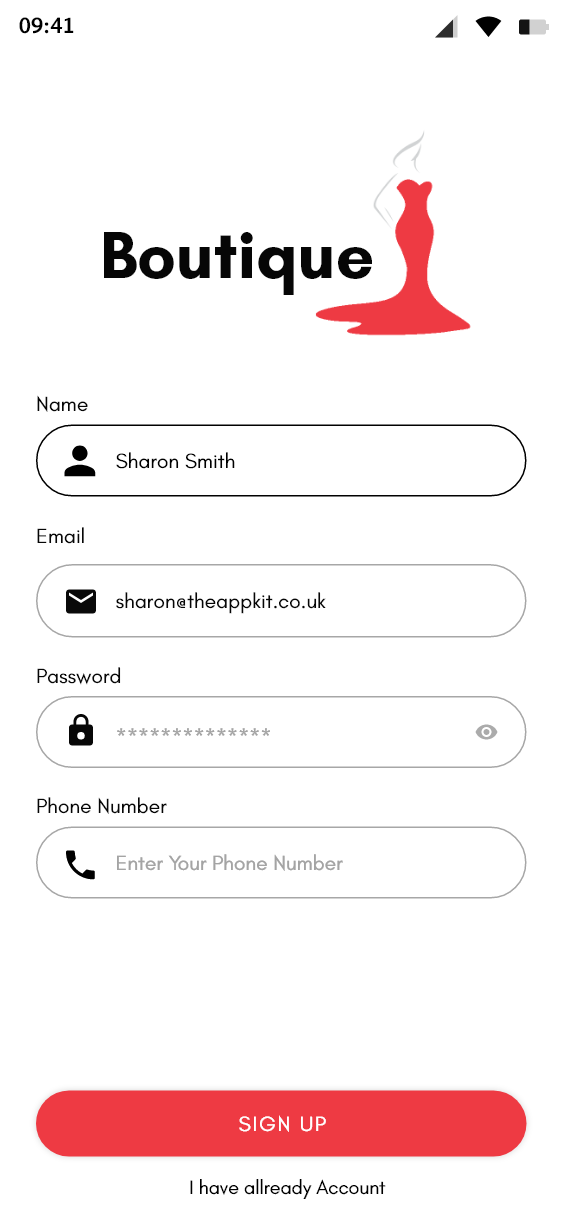 09:41
Boutique
Name
Sharon Smith
Email
sharon@theappkit.co.uk
Password
**************
Phone Number
Enter Your Phone Number
SIGN UP
I have allready Account